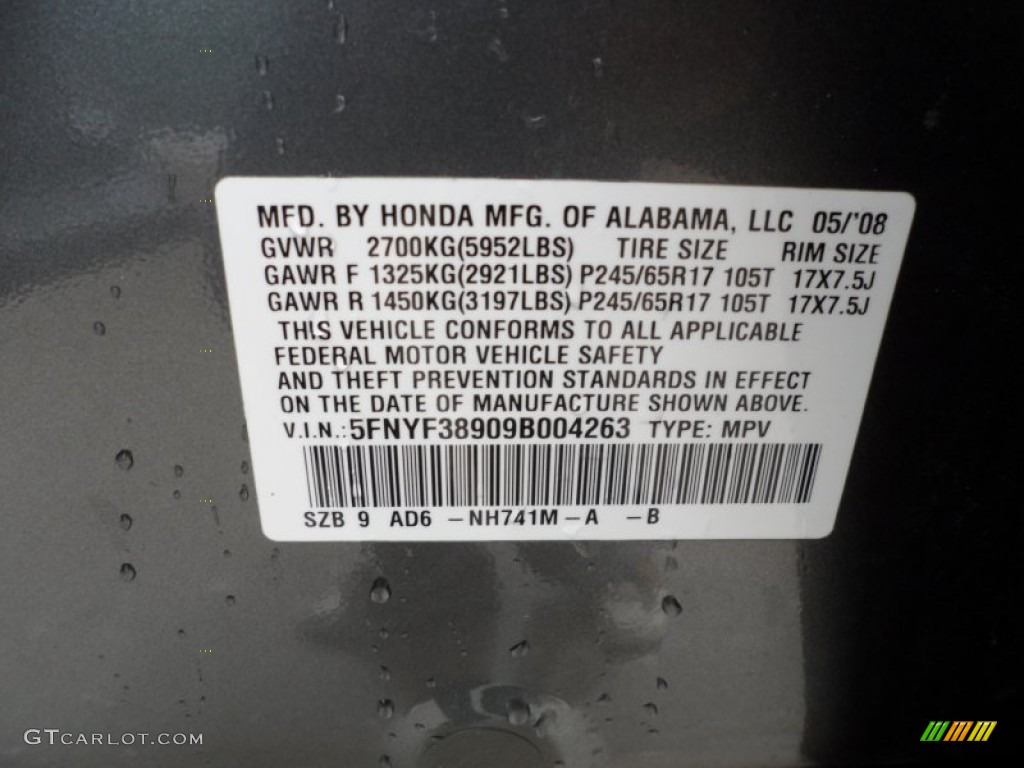 MFD. BY HONDA MFG. OF ALABAMA, LLC 05/'08
GVWR 2700KG(5952LBS) TIRE SIZE RIM SIZE
GAWR F 1325KG(2921LBS) P245/65R17 105T 17X7.5J
GAWR R 1450KG(3197LBS) P245/65R17 105T 17X7.5J
THIS VEHICLE CONFORMS TO ALL APPLICABLE
FEDERAL MOTOR VEHICLE SAFETY
AND THEFT PREVENTION STANDARDS IN EFFECT
ON THE DATE OF MANUFACTURE SHOWN ABOVE.
V.I.N.: 5FNYF38909B004263 TYPE: MPV
SZB 9 AD6 -NH741M-A -B
GTCARLOT.COM